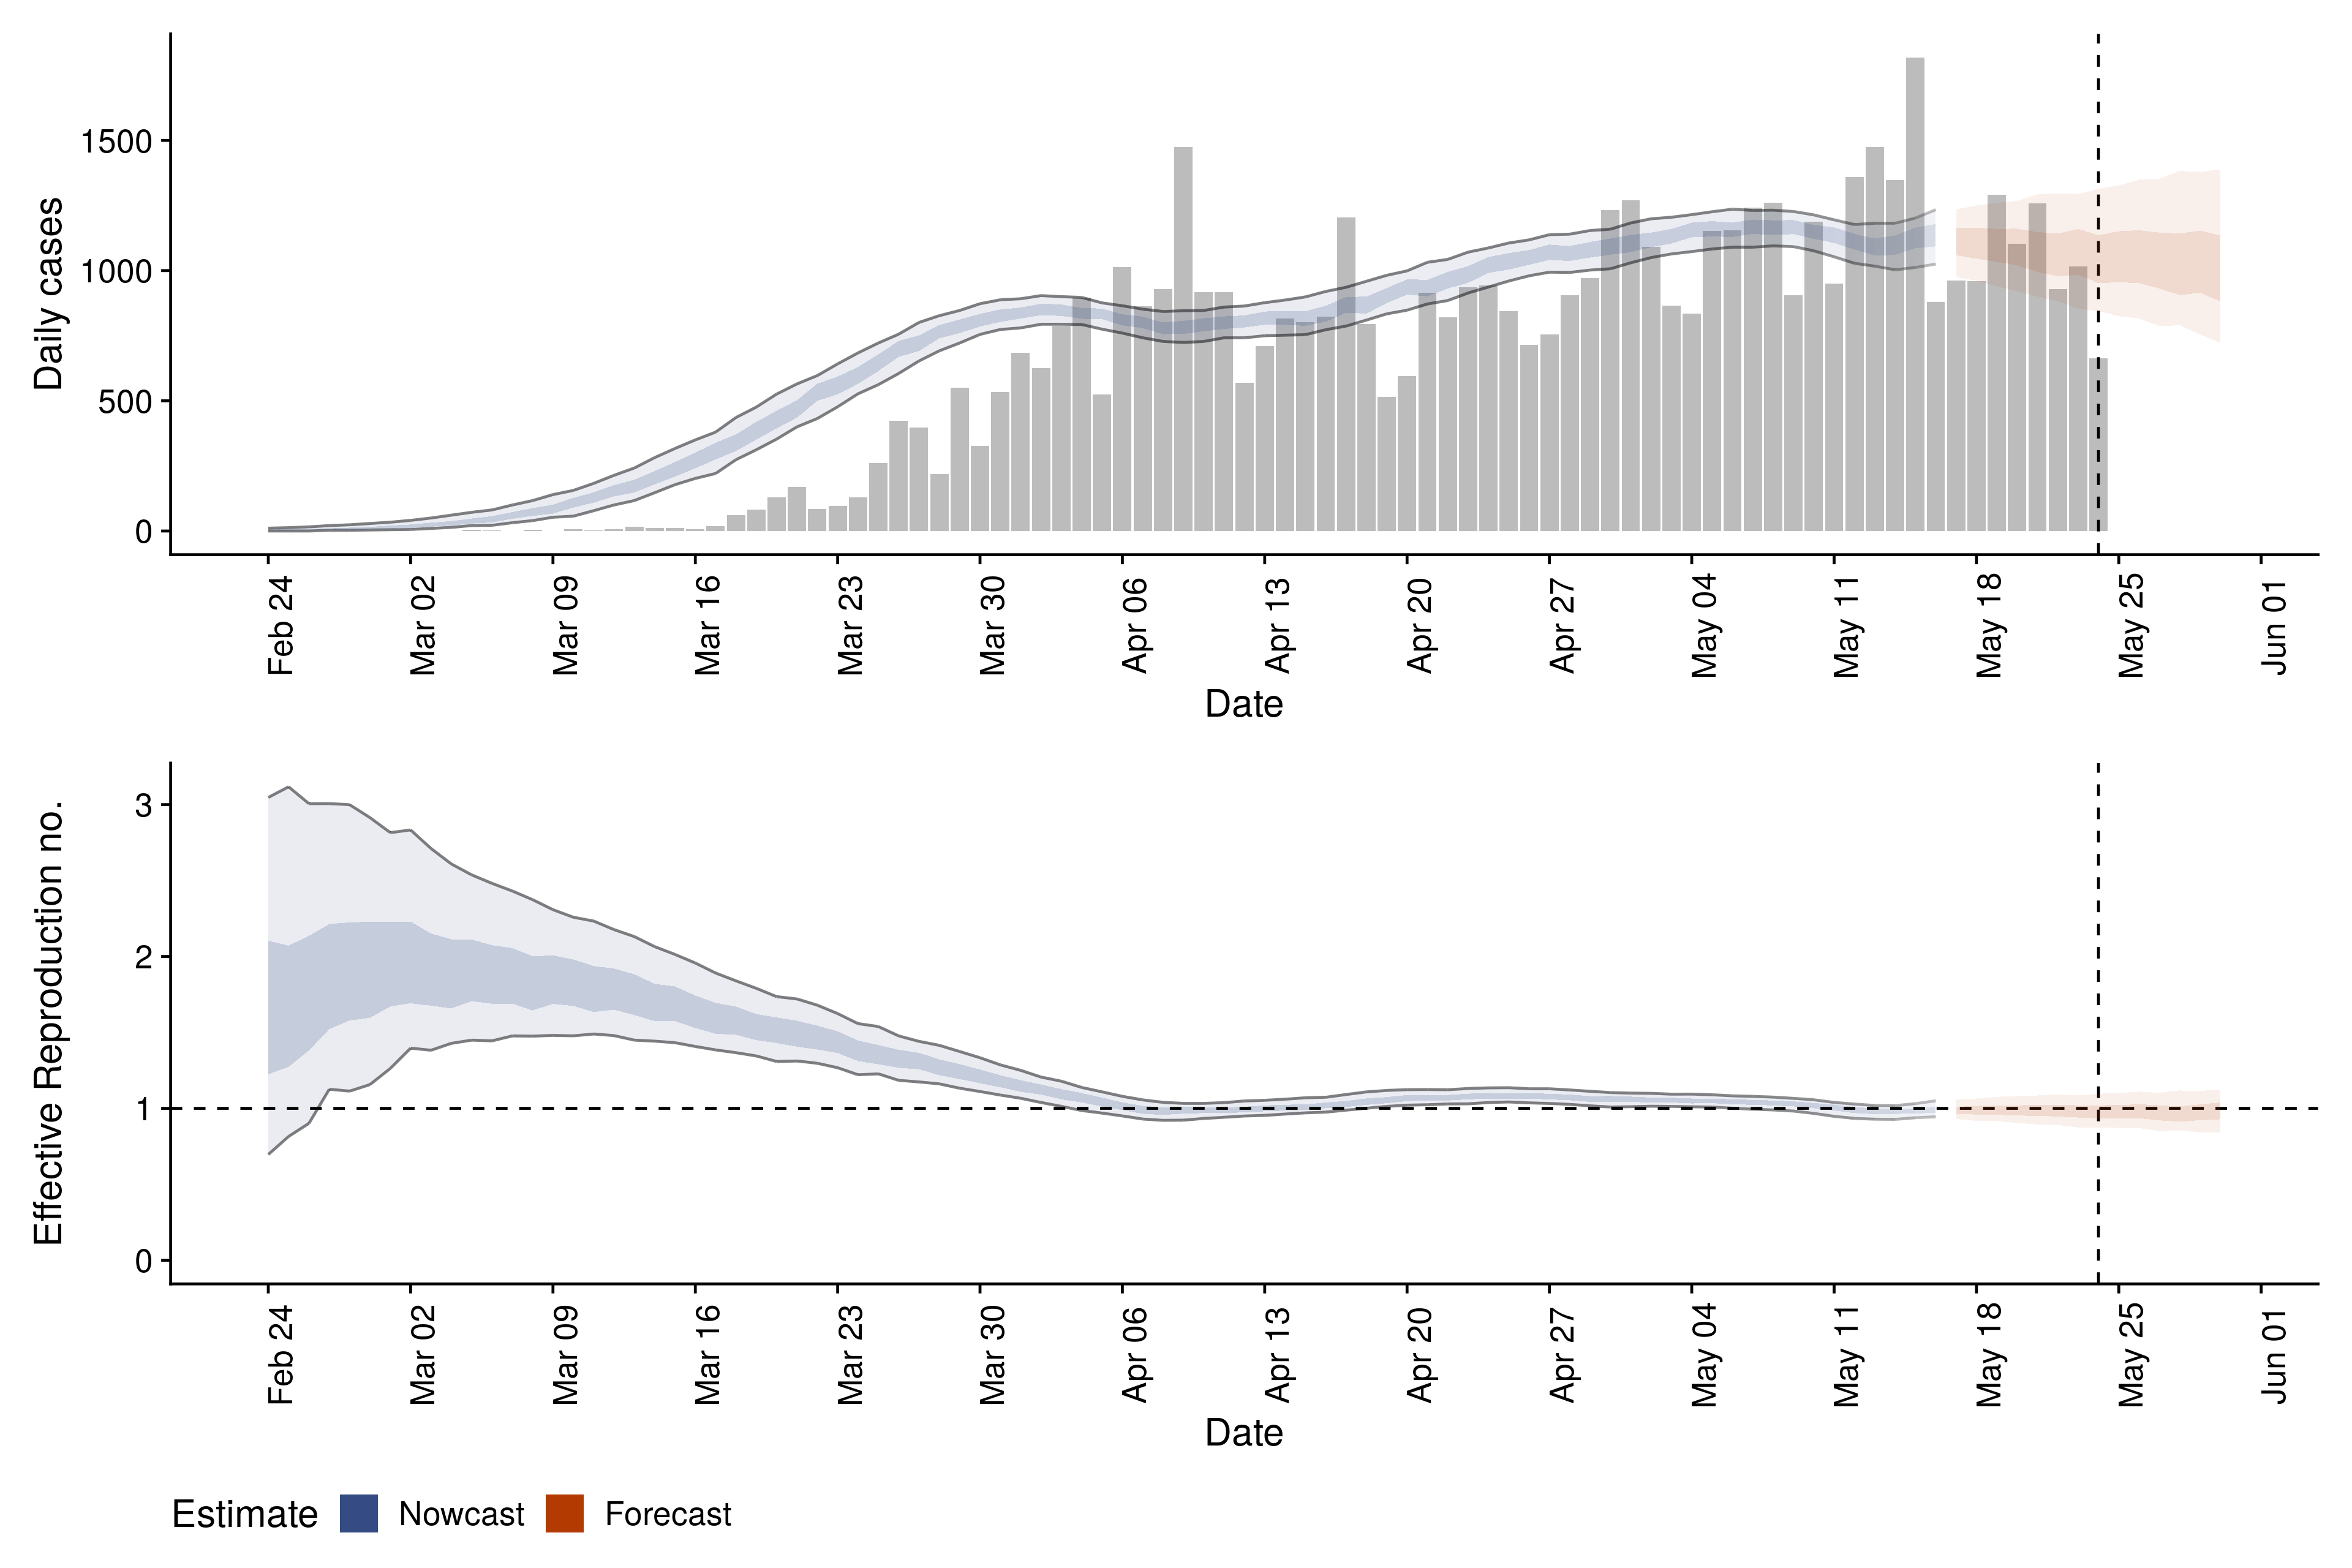 Daily cases
1500
1000
500
0
Feb 24
Mar 02
Mar 09
Mar 16
Mar 23
Mar 30
Apr 06
Apr 13
Apr 20
Apr 27
May 04
May 11
May 18
May 25
Jun 01
Date
Effective Reproduction no.
3
2
1
0
Feb 24
Mar 02
Mar 09
Mar 16
Mar 23
Mar 30
Apr 06
Apr 13
Apr 20
Apr 27
May 04
May 11
May 18
May 25
Jun 01
Date
Estimate Nowcast Forecast